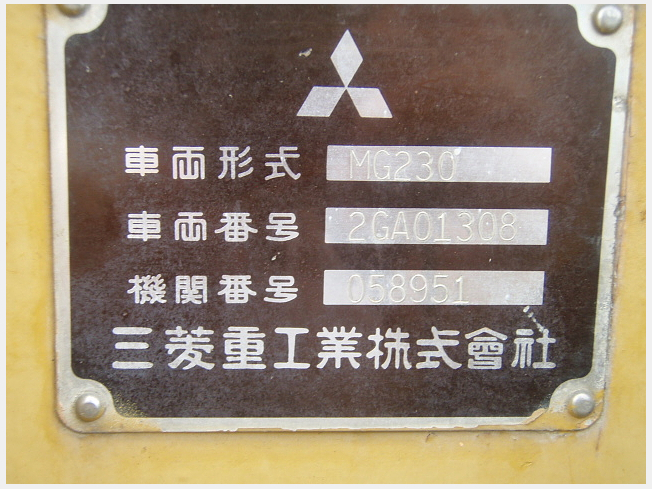 車両形式 MG230
車両番号 2GA01308
機関番号 058951
三菱重工業株式會社